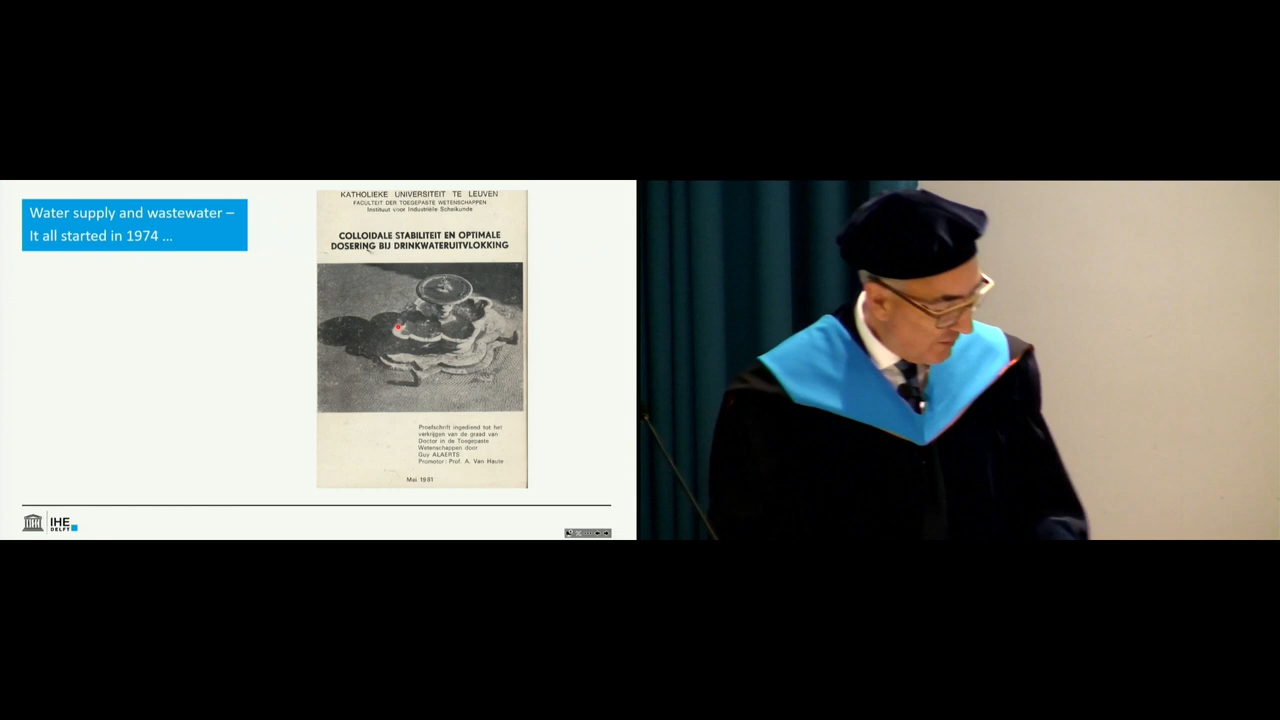 Water supply and wastewater –
It all started in 1974 ...
KATHOLIEKE UNIVERSITEIT TE LEUVEN
FACULTEIT DER TOEGEPASTE WETENSCHAPPEN
Instituut voor Industriële Scheikunde
COLLOIDALE STABILITEIT EN OPTIMALE
DOSERING BIJ DRINKWATERUITVLOKKING
Proefschrift ingediend tot het
verkrijgen van de graad van
Doctor in de Toegepaste
Wetenschappen door
Guy ALAERTS
Promotor: Prof. A. Van Haute
Mei 1981
IHE
DELFT